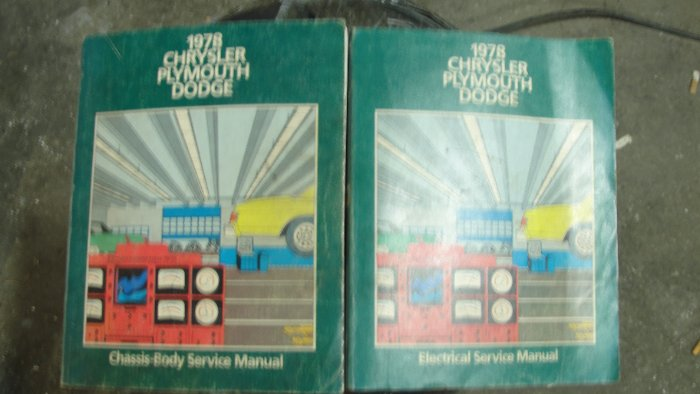 1978
CHRYSLER
PLYMOUTH
DODGE
Chassis-Body Service Manual
1978
CHRYSLER
PLYMOUTH
DODGE
Electrical Service Manual